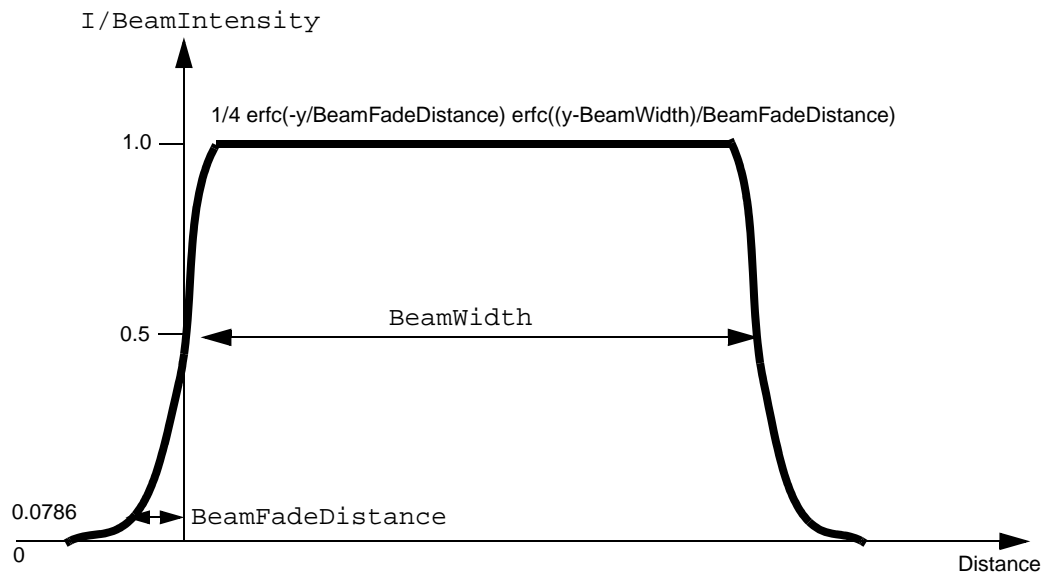 I/BeamIntensity
1/4 erfc(-y/BeamFadeDistance) erfc((y-BeamWidth)/BeamFadeDistance)
1.0
BeamWidth
0.5
0.0786
BeamFadeDistance
0
Distance